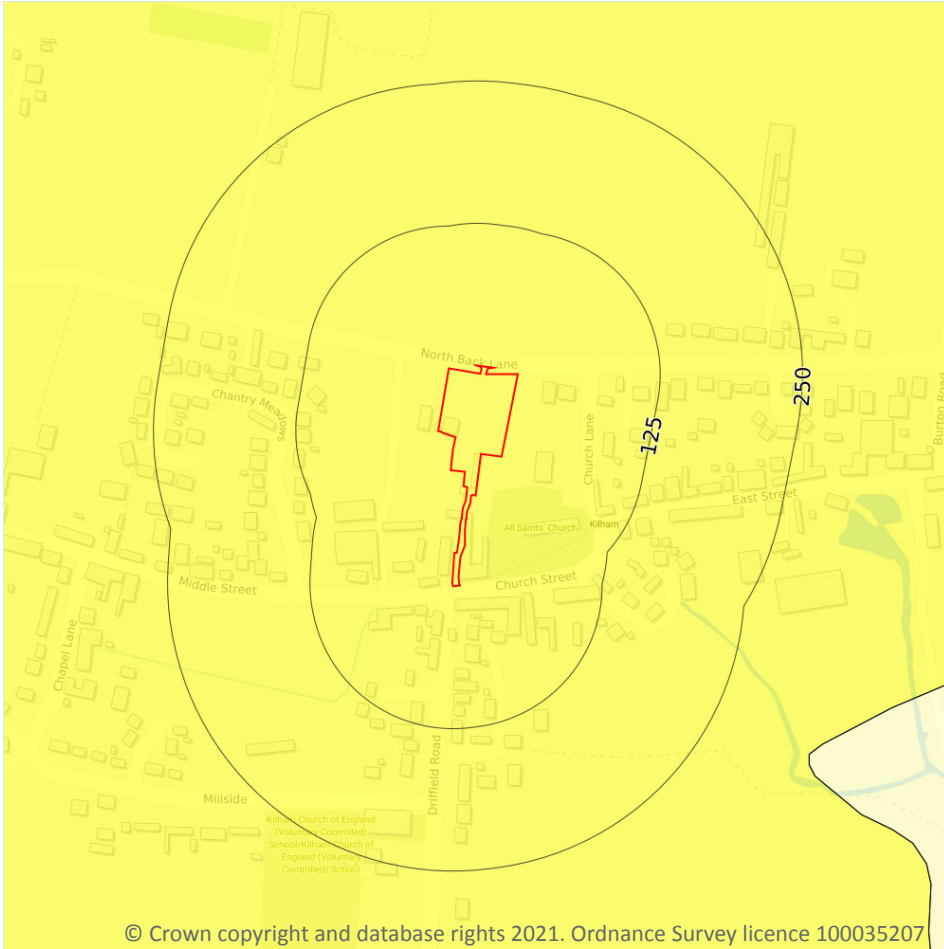 North Back Lane
Chantry Meadows
250
Burton Road
125
Church Lane
East Street
All Saints' Church
Kilham
Church Street
Middle Street
Chapel Lane
Driffield Road
Millside
Kilham Church of England
(Voluntary Controlled)
School/Kilham Church of
England (Voluntary
Controlled) School
© Crown copyright and database rights 2021. Ordnance Survey licence 100035207